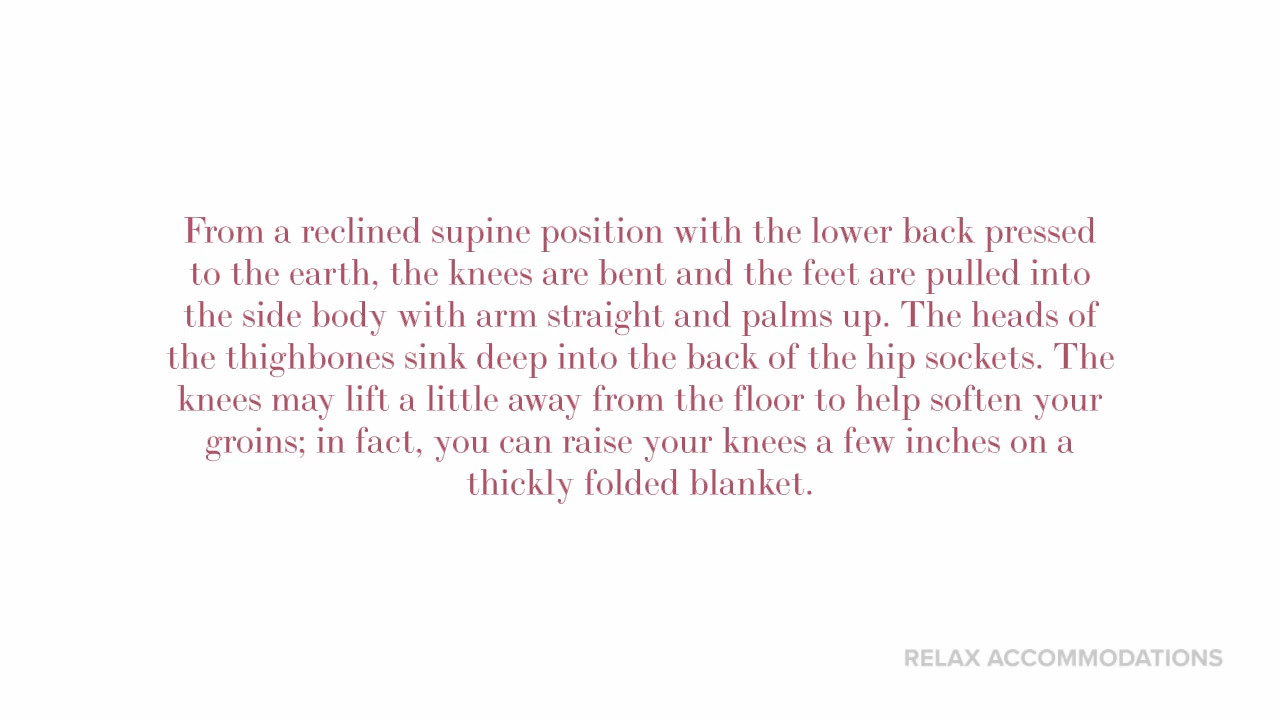 From a reclined supine position with the lower back pressed
to the earth, the knees are bent and the feet are pulled into
the side body with arm straight and palms up. The heads of
the thighbones sink deep into the back of the hip sockets. The
knees may lift a little away from the floor to help soften your
groins; in fact, you can raise your knees a few inches on a
thickly folded blanket.
RELAX ACCOMMODATIONS